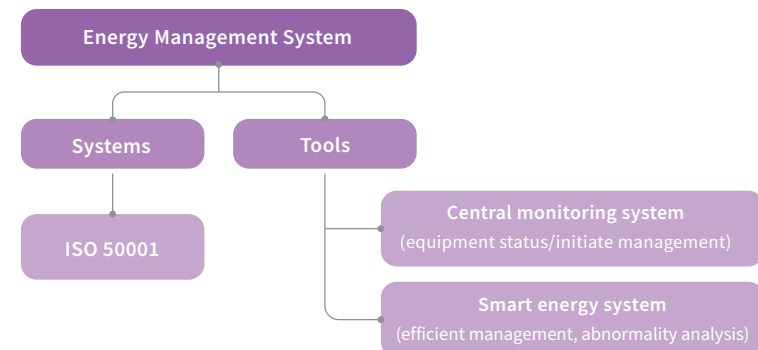 Energy Management System
Systems
Tools
Central monitoring system
(equipment status/initiate management)
ISO 50001
Smart energy system
(efficient management, abnormality analysis)